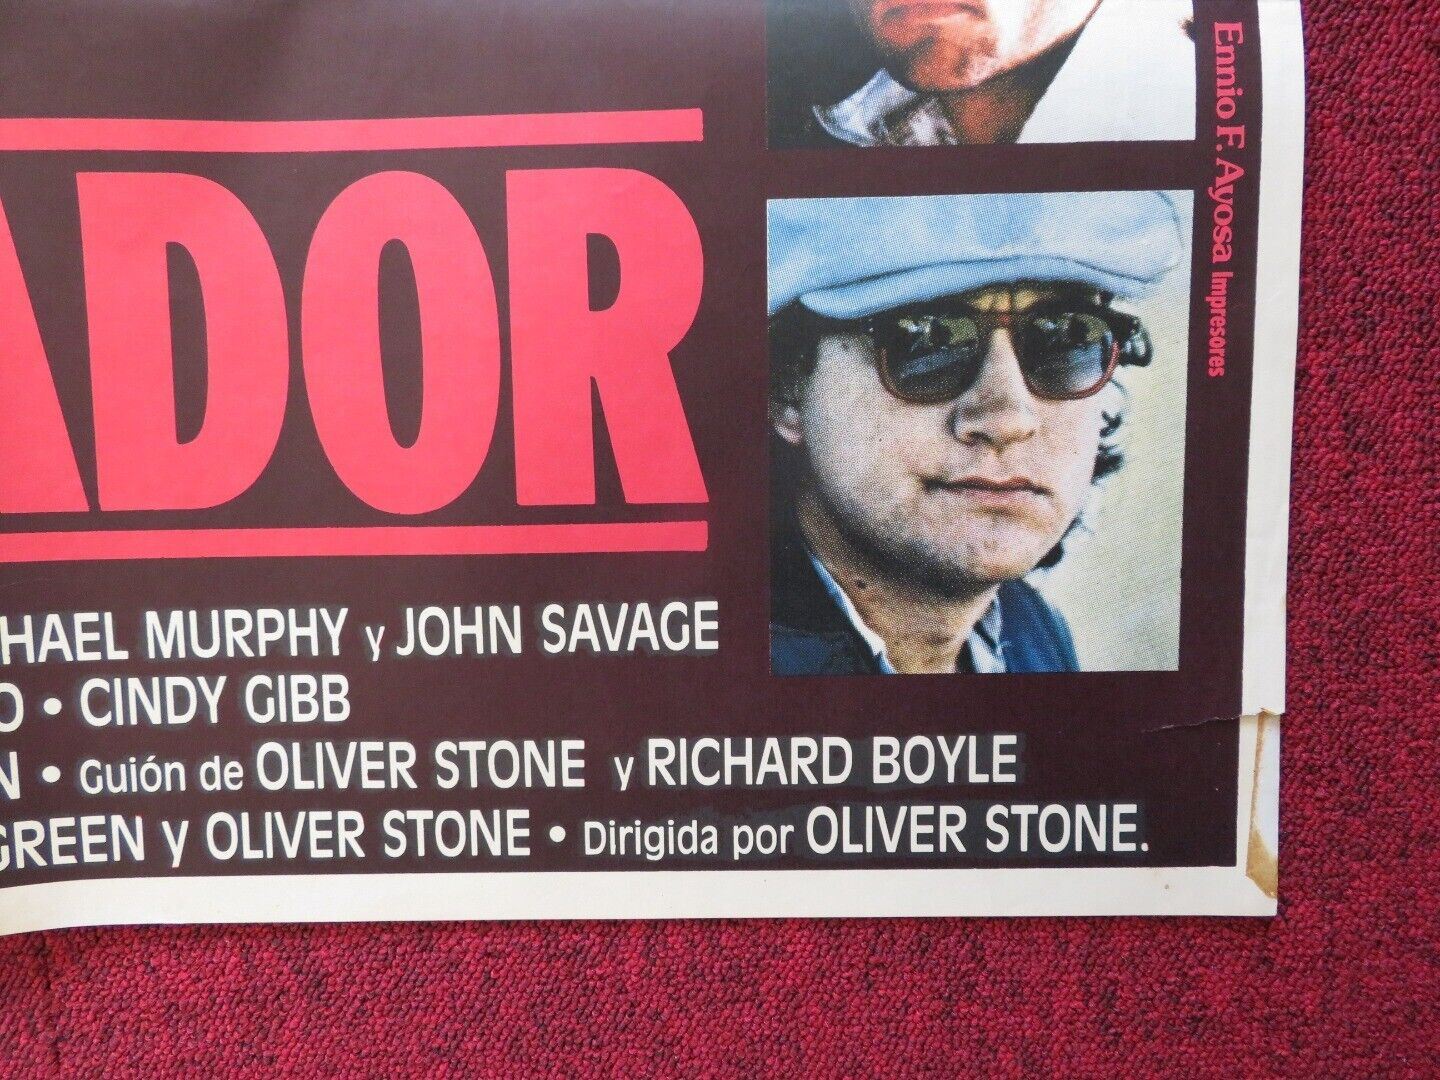 ADOR
HAEL MURPHY y JOHN SAVAGE
O • CINDY GIBB
N • Guión de OLIVER STONE y RICHARD BOYLE
GREEN y OLIVER STONE • Dirigida por OLIVER STONE.
Ennio F. Ayosa Impresores